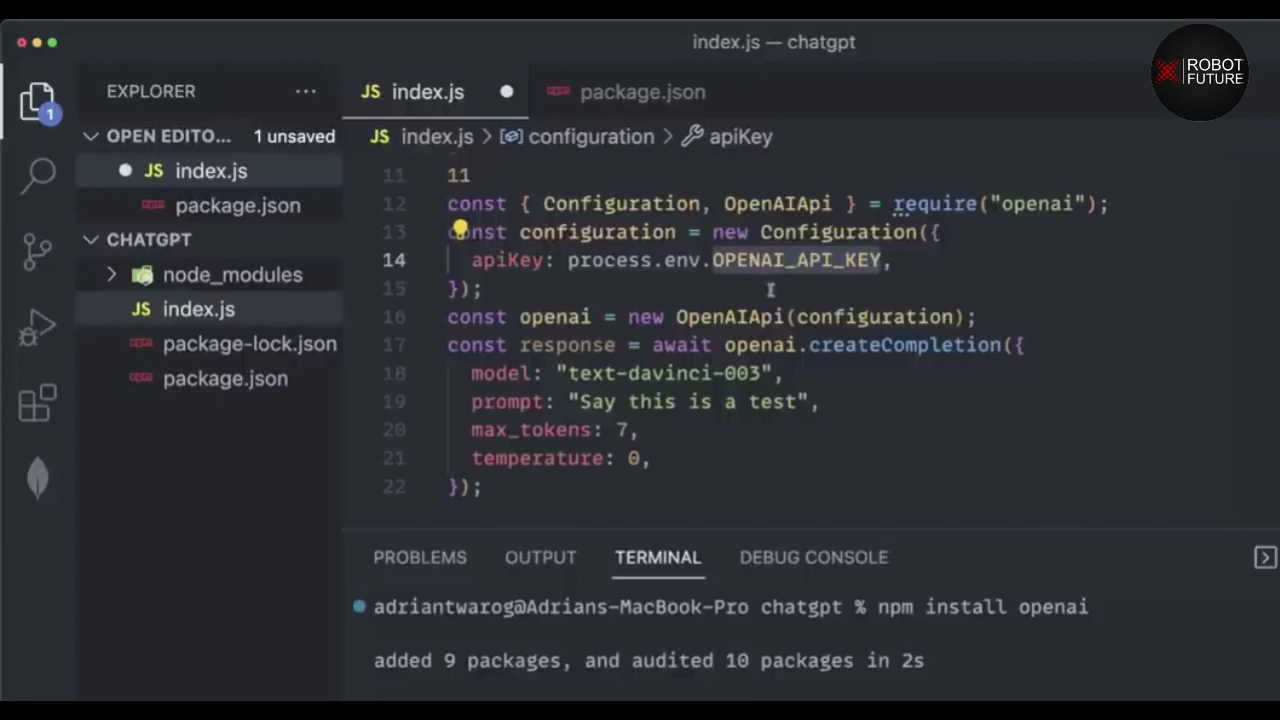 index.js — chatgpt
ROBOT
FUTURE
EXPLORER
index.js
package.json
1
OPEN EDITO... 1 unsaved
JS index.js > configuration > apiKey
JS index.js
package.json
CHATGPT
node_modules
JS index.js
package-lock.json
package.json
11 11
12 const { Configuration, OpenAIApi } = require("openai");
13 const configuration = new Configuration({
14 apiKey: process.env.OPENAI_API_KEY,
15 });
16 const openai = new OpenAIApi(configuration);
17 const response = await openai.createCompletion({
18 model: "text-davinci-003",
19 prompt: "Say this is a test",
20 max_tokens: 7,
21 temperature: 0,
22 });
PROBLEMS OUTPUT TERMINAL DEBUG CONSOLE
adriantwarog@Adrians-MacBook-Pro chatgpt % npm install openai
added 9 packages, and audited 10 packages in 2s